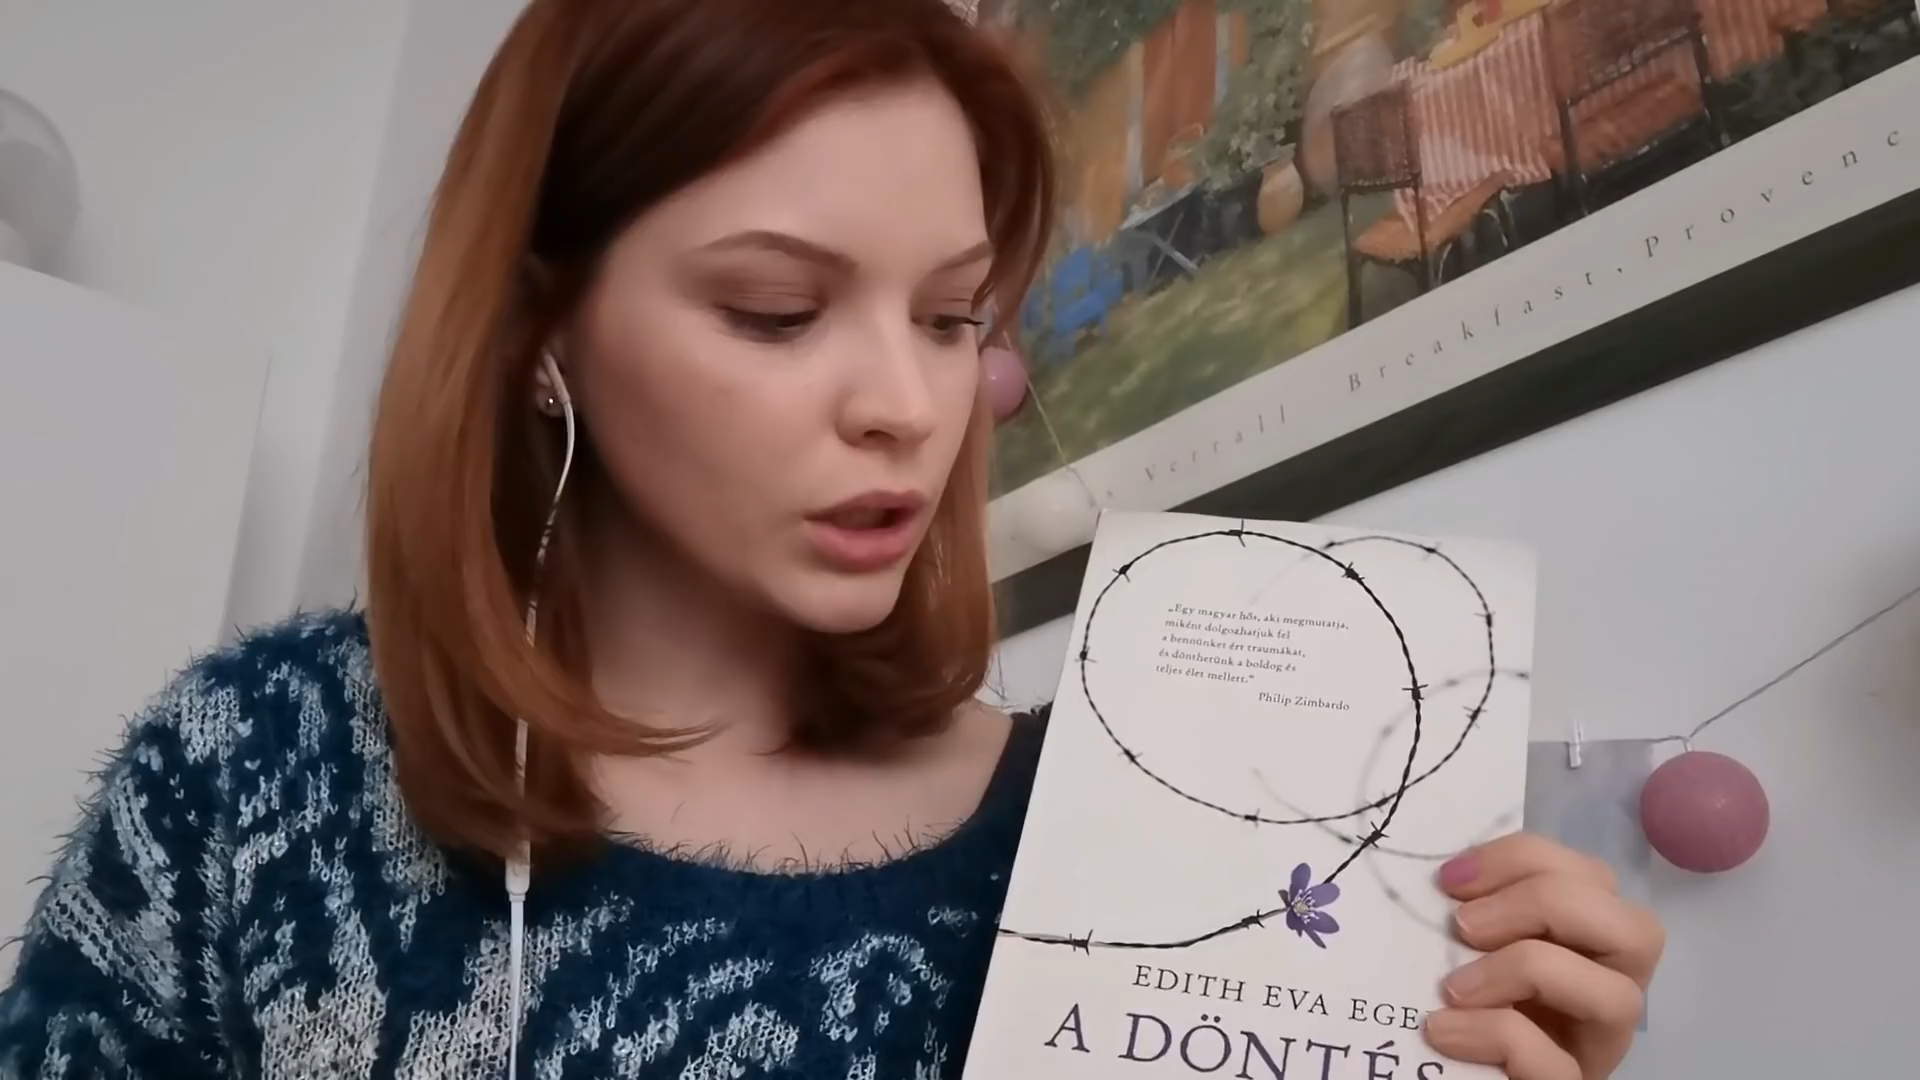 Verrall Breakfast, Provenc
„Egy magyar hős, aki megmutatja,
miként dolgozhatjuk fel
a bennünket ért traumákat,
és dönthetünk a boldog és
teljes élet mellett.“
Philip Zimbardo
EDITH EVA EGE
A DÖNTÉS